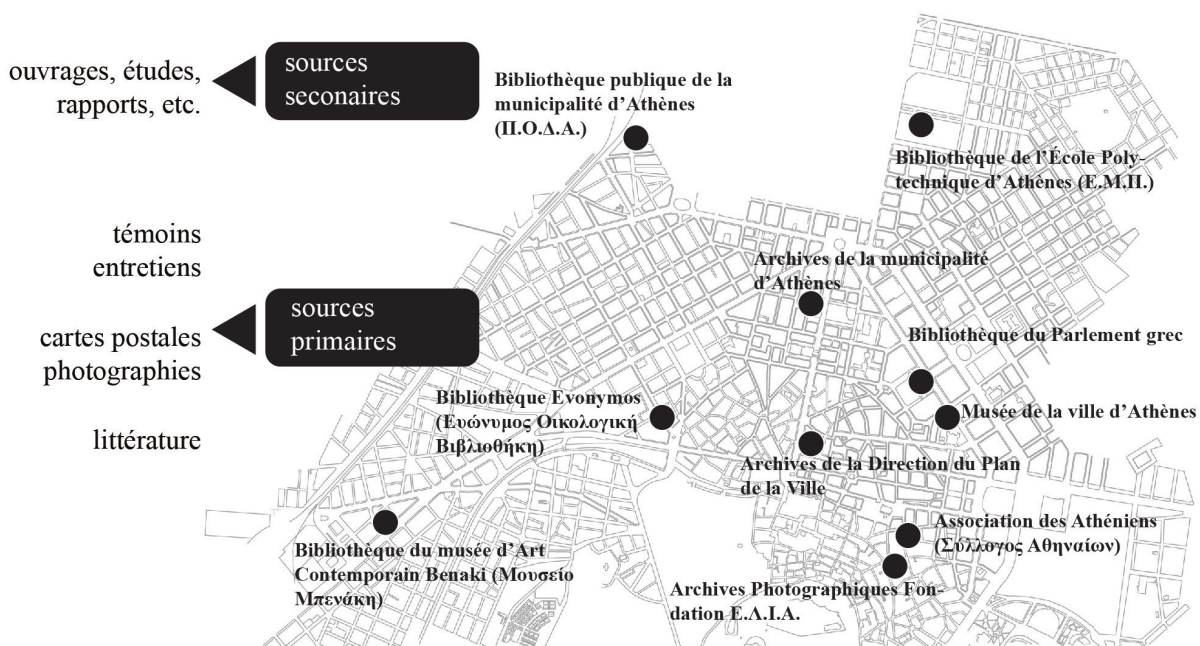 ouvrages, études,
rapports, etc.
sources
seconaires
témoins
entretiens
cartes postales
photographies
littérature
sources
primaires
Bibliothèque publique de la
municipalité d'Athènes
(Π.Ο.Δ.Α.)
Bibliothèque de l'École Poly-
technique d'Athènes (Ε.Μ.Π.)
Archives de la municipalité
d'Athènes
Bibliothèque du Parlement grec
Bibliothèque Evonymos
(Ευώνυμος Οικολογική
Βιβλιοθήκη)
Musée de la ville d'Athènes
Archives de la Direction du Plan
de la Ville
Association des Athéniens
(Σύλλογος Αθηναίων)
Bibliothèque du musée d'Art
Contemporain Benaki (Μουσείο
Μπενάκη)
Archives Photographiques Fon-
dation Ε.Λ.Ι.Α.